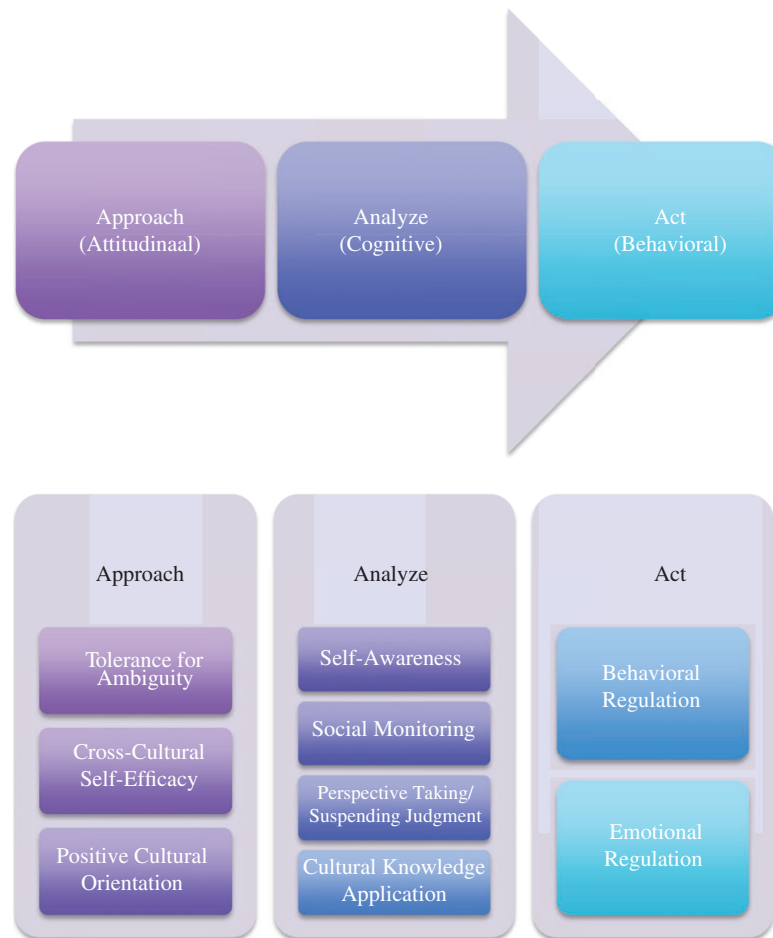 Approach
(Attitudinaal)
Analyze
(Cognitive)
Act
(Behavioral)
Approach
Tolerance for
Ambiguity
Cross-Cultural
Self-Efficacy
Positive Cultural
Orientation
Analyze
Self-Awareness
Social Monitoring
Perspective Taking/
Suspending Judgment
Cultural Knowledge
Application
Act
Behavioral
Regulation
Emotional
Regulation